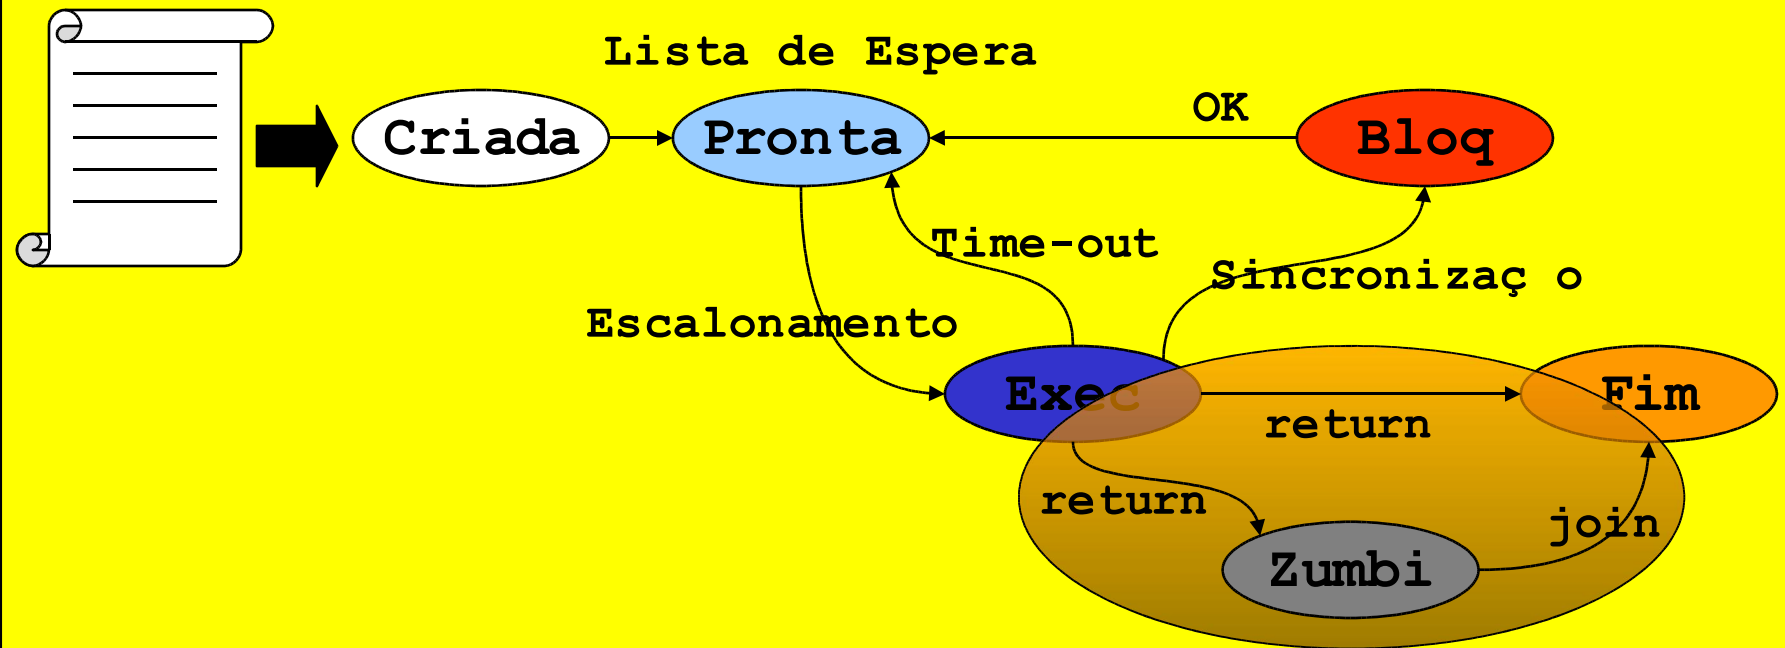 Lista de Espera
OK
Criada
Pronta
Bloq
Time-out
Sincronizaç o
Escalonamento
Exec
Fim
return
return
join
Zumbi